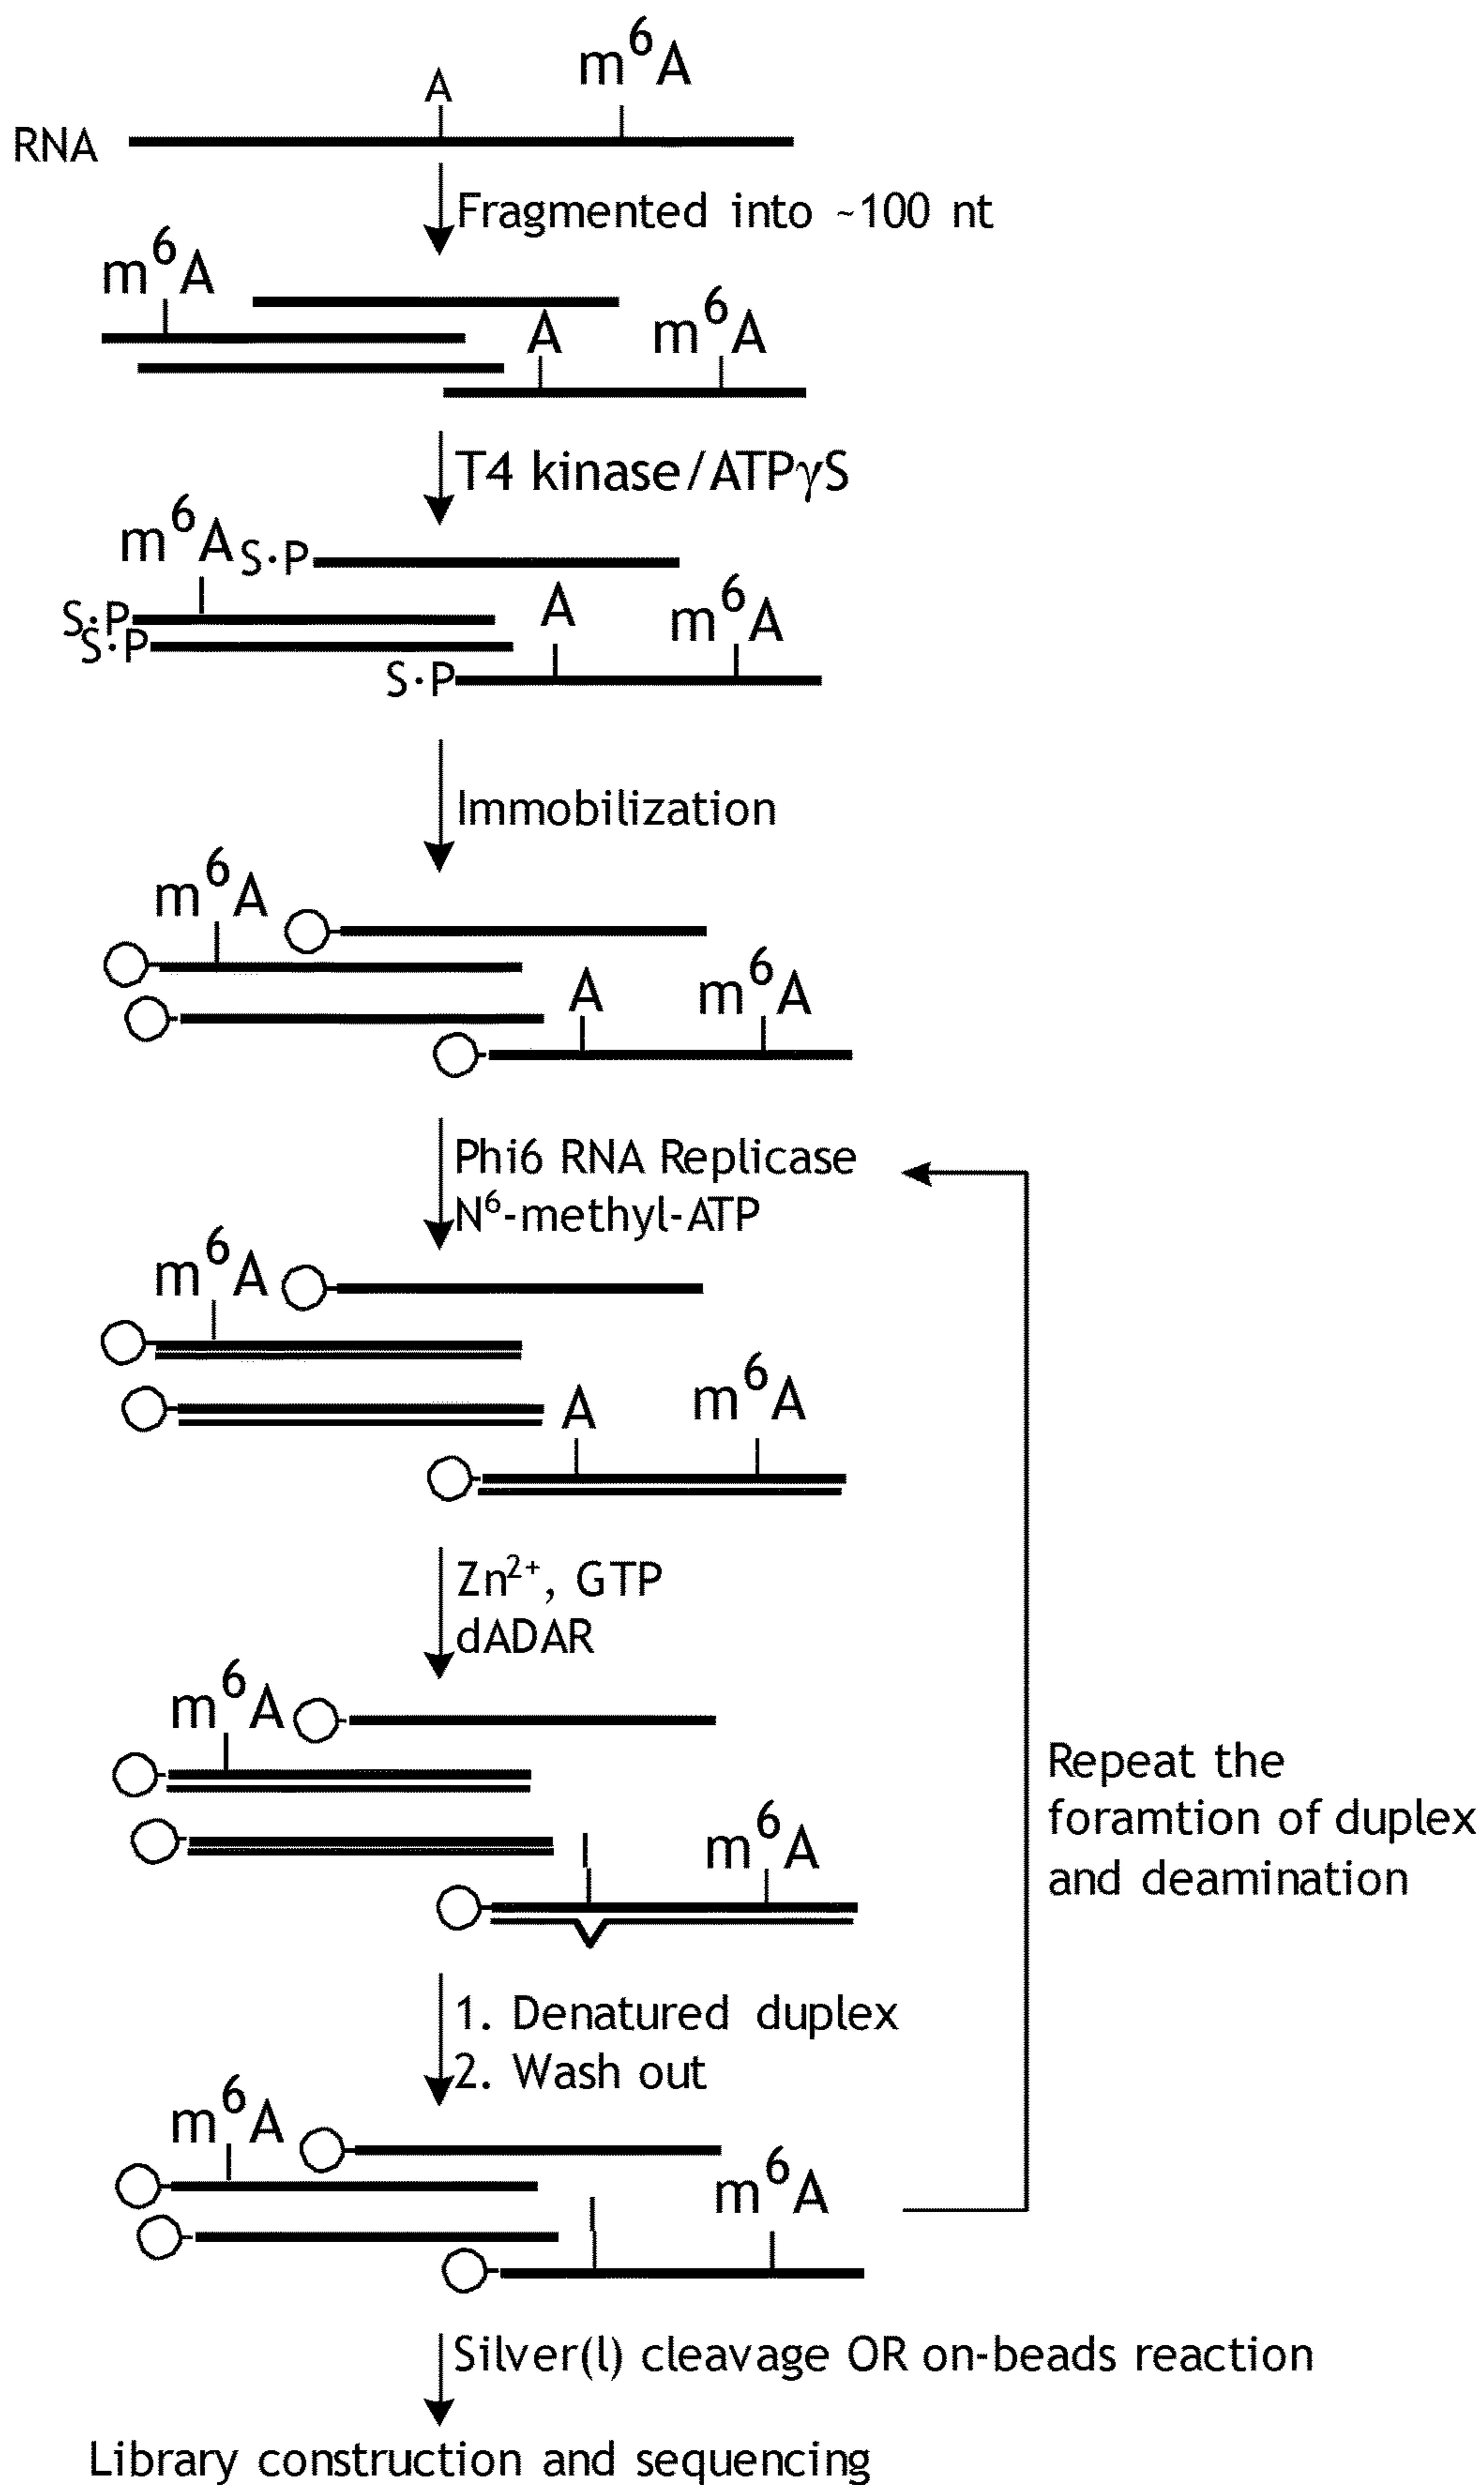 m⁶A
A
RNA
Fragmented into ~100 nt
m⁶A
A
m⁶A
T4 kinase/ATPγS
m⁶A
S·P
S·P
A
m⁶A
S·P
S·P
Immobilization
m⁶A
A
m⁶A
Phi6 RNA Replicase
N⁶-methyl-ATP
m⁶A
A
m⁶A
Zn²⁺, GTP
dADAR
m⁶A
I
m⁶A
Repeat the
foramtion of duplex
and deamination
1. Denatured duplex
2. Wash out
m⁶A
I
m⁶A
Silver(l) cleavage OR on-beads reaction
Library construction and sequencing